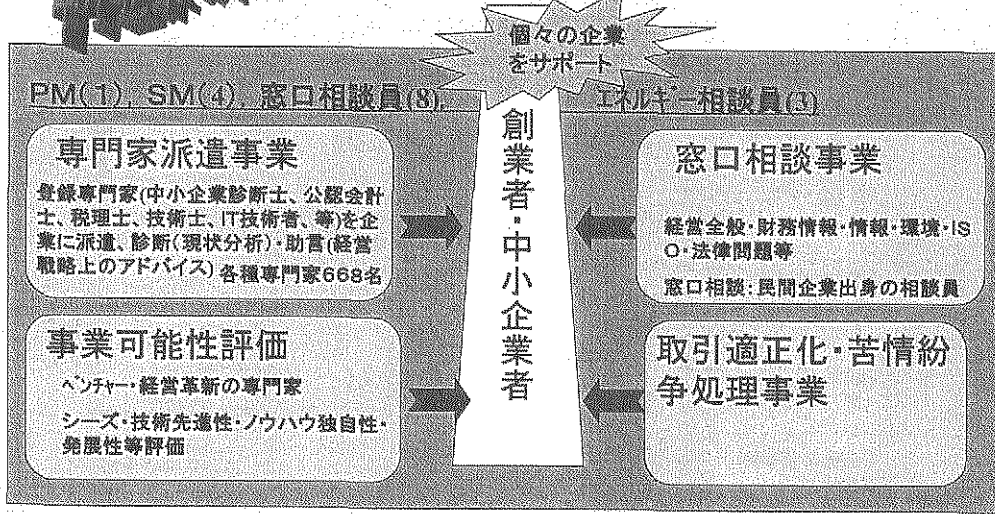 個々の企業
をサポート
PM(1), SM(4), 窓口相談員(8),
エネルギー相談員(3)
専門家派遣事業
登録専門家(中小企業診断士、公認会計
士、税理士、技術士、IT技術者、等)を企
業に派遣、診断(現状分析)・助言(経営
戦略上のアドバイス) 各種専門家668名
事業可能性評価
ベンチャー・経営革新の専門家
シーズ・技術先進性・ノウハウ独自性・
発展性等評価
創業者・中小企業者
窓口相談事業
経営全般・財務情報・情報・環境・IS
O・法律問題等
窓口相談:民間企業出身の相談員
取引適正化・苦情紛
争処理事業